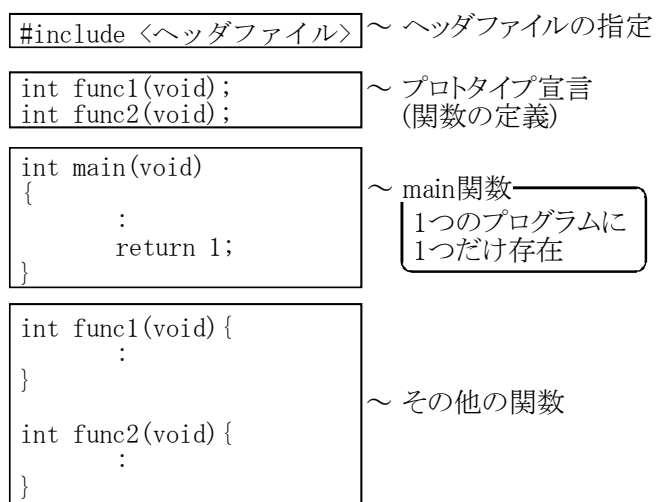 #include <ヘッダファイル> ～ ヘッダファイルの指定
int func1(void); ～ プロトタイプ宣言
int func2(void); (関数の定義)
int main(void)
{ ～ main関数
: 1つのプログラムに
return 1; 1つだけ存在
}
int func1(void){
:
}
～ その他の関数
int func2(void){
:
}